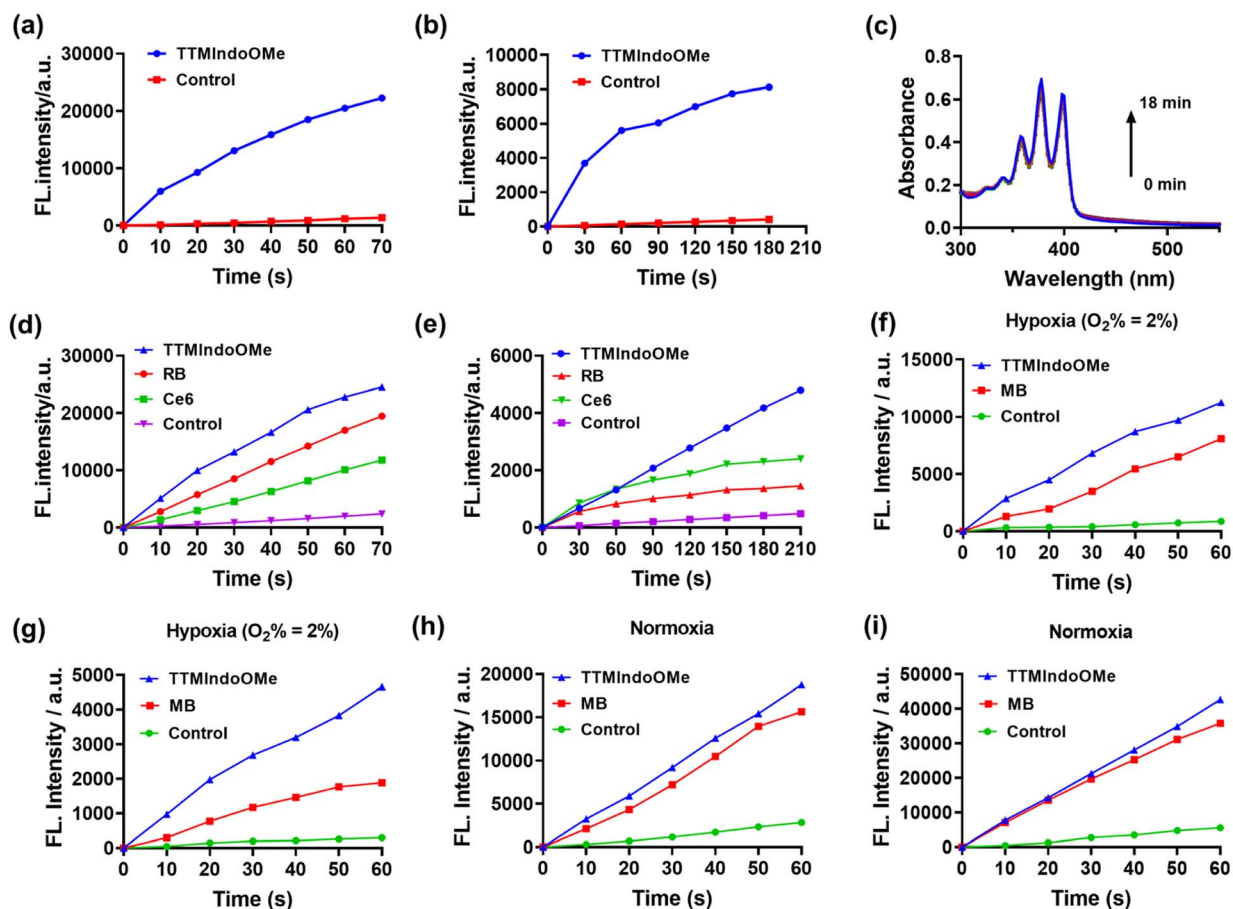 (a)
FL.intensity/a.u.
30000
20000
10000
0
TTMIndoOMe
Control
0 10 20 30 40 50 60 70
Time (s)
(b)
FL.intensity/a.u.
10000
8000
6000
4000
2000
0
TTMIndoOMe
Control
0 30 60 90 120 150 180 210
Time (s)
(c)
Absorbance
0.8
0.6
0.4
0.2
0.0
18 min
0 min
300 400 500
Wavelength (nm)
(d)
FL.intensity/a.u.
30000
20000
10000
0
TTMIndoOMe
RB
Ce6
Control
0 10 20 30 40 50 60 70
Time (s)
(e)
FL.intensity/a.u.
6000
4000
2000
0
TTMIndoOMe
RB
Ce6
Control
0 30 60 90 120 150 180 210
Time (s)
(f)
Hypoxia (O₂% = 2%)
FL. Intensity / a.u.
15000
10000
5000
0
TTMIndoOMe
MB
Control
0 10 20 30 40 50 60
Time (s)
(g)
Hypoxia (O₂% = 2%)
FL. Intensity / a.u.
5000
4000
3000
2000
1000
0
TTMIndoOMe
MB
Control
0 10 20 30 40 50 60
Time (s)
(h)
Normoxia
FL. Intensity / a.u.
20000
15000
10000
5000
0
TTMIndoOMe
MB
Control
0 10 20 30 40 50 60
Time (s)
(i)
Normoxia
FL. Intensity / a.u.
50000
40000
30000
20000
10000
0
TTMIndoOMe
MB
Control
0 10 20 30 40 50 60
Time (s)